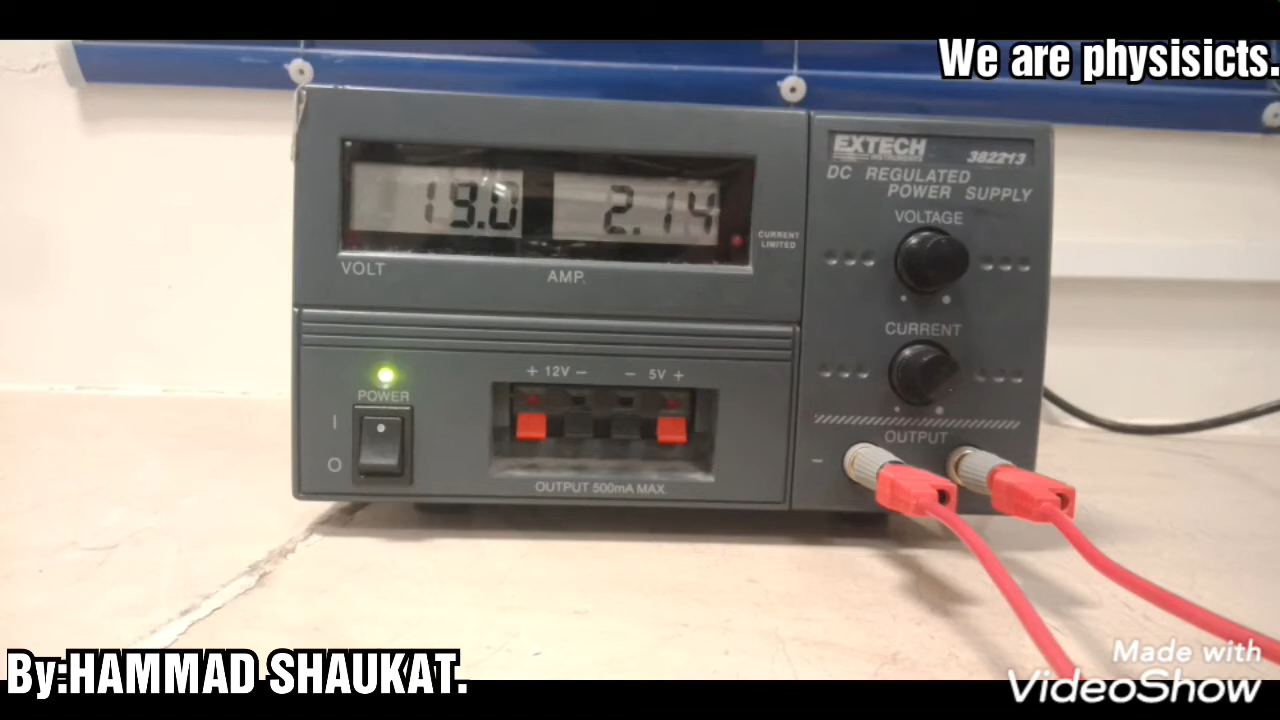 We are physisicts.
EXTECH
INSTRUMENTS
382213
DC REGULATED
POWER SUPPLY
19.0
2.14
CURRENT
LIMITED
VOLT
AMP.
VOLTAGE
CURRENT
+ 12V −
− 5V +
POWER
I
O
OUTPUT
−
OUTPUT 500mA MAX.
By:HAMMAD SHAUKAT.
Made with
VideoShow